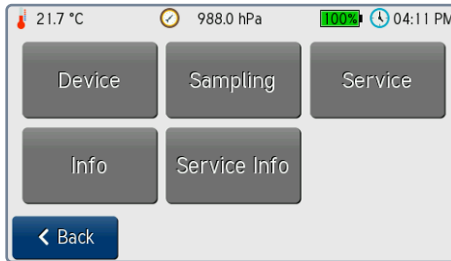 21.7 °C 988.0 hPa 100% 04:11 PM
Device Sampling Service
Info Service Info
Back